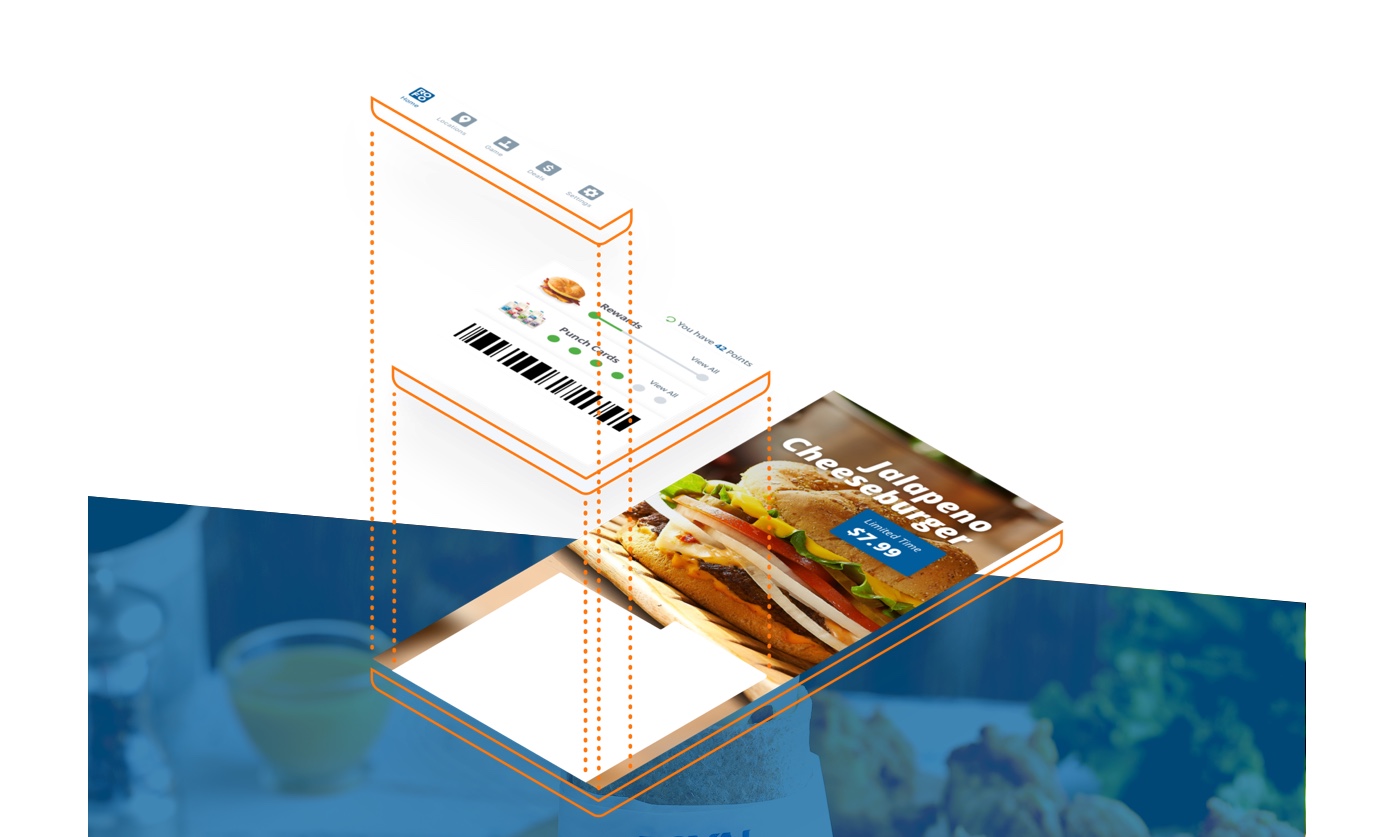 Home
Locations
Game
Deals
Settings
You have 42 Points
Rewards
View All
Punch Cards
View All
Jalapeno
Cheeseburger
Limited Time
$7.99